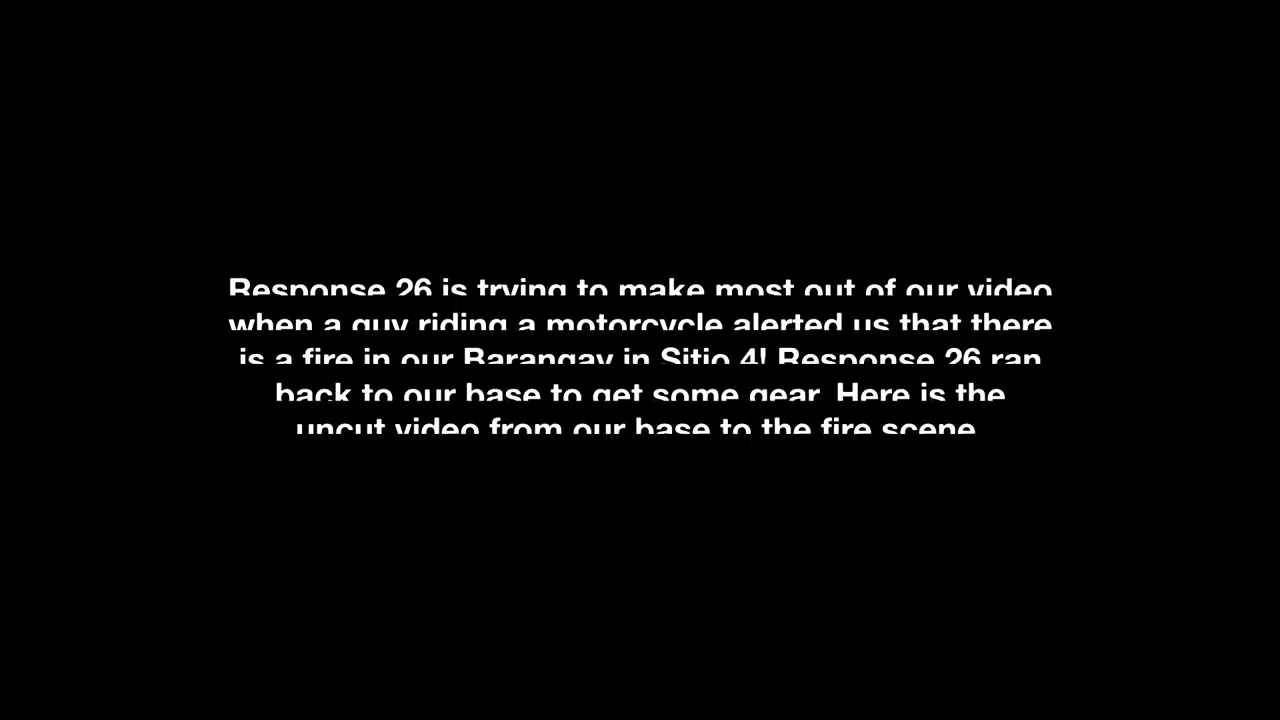 Response 26 is trying to make most out of our video
when a guy riding a motorcycle alerted us that there
is a fire in our Barangay in Sitio 4! Response 26 ran
back to our base to get some gear. Here is the
uncut video from our base to the fire scene.